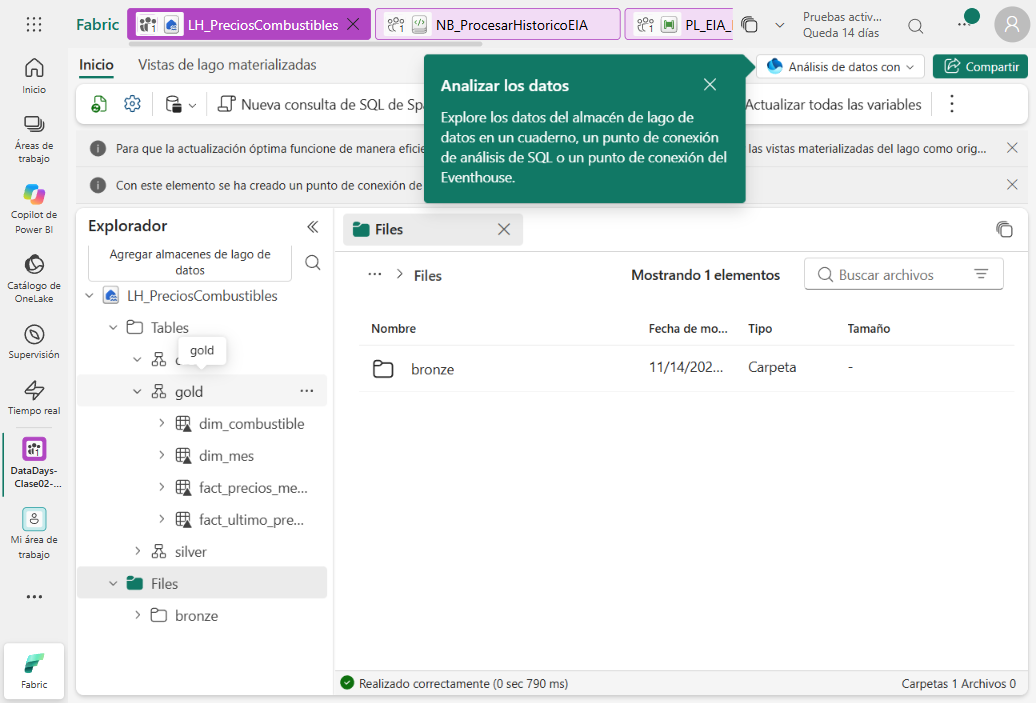 Fabric
LH_PreciosCombustibles
NB_ProcesarHistoricoEIA
PL_EIA_
Pruebas activ...
Queda 14 días
Inicio
Áreas de
trabajo
Copilot de
Power BI
Catálogo de
OneLake
Supervisión
Tiempo real
DataDays-
Clase02-...
Mi área de
trabajo
Fabric
Inicio
Vistas de lago materializadas
Análisis de datos con
Compartir
Nueva consulta de SQL de Sp
Actualizar todas las variables
Analizar los datos
Explore los datos del almacén de lago de
datos en un cuaderno, un punto de conexión
de análisis de SQL o un punto de conexión del
Eventhouse.
Para que la actualización óptima funcione de manera eficie
las vistas materializadas del lago como orig...
Con este elemento se ha creado un punto de conexión de
Explorador
Agregar almacenes de lago de
datos
LH_PreciosCombustibles
Tables
gold
gold
dim_combustible
dim_mes
fact_precios_me...
fact_ultimo_pre...
silver
Files
bronze
Files
Files
Mostrando 1 elementos
Buscar archivos
Nombre
Fecha de mo...
Tipo
Tamaño
bronze
11/14/202...
Carpeta
-
Realizado correctamente (0 sec 790 ms)
Carpetas 1 Archivos 0